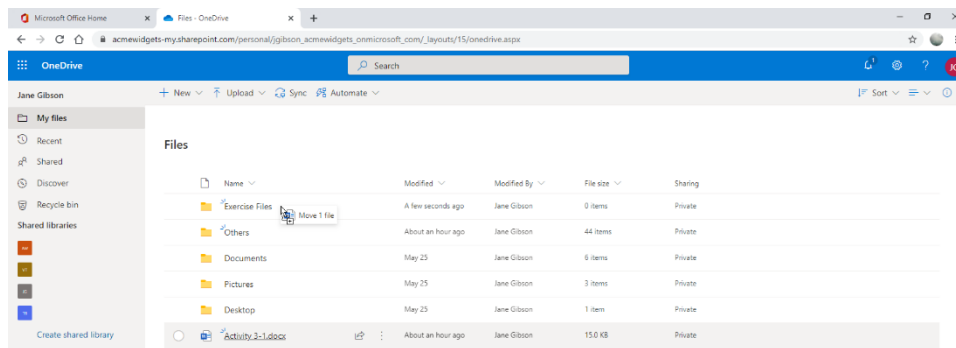 Microsoft Office Home
Files - OneDrive
acmewidgets-my.sharepoint.com/personal/jgibson_acmewidgets_onmicrosoft_com/_layouts/15/onedrive.aspx
OneDrive
Search
1
?
Jane Gibson
New Upload Sync Automate Sort
My files
Recent
Shared
Discover
Recycle bin
Shared libraries
Create shared library
Files
Name Modified Modified By File size Sharing
Exercise Files A few seconds ago Jane Gibson 0 items Private
Move 1 file
Others About an hour ago Jane Gibson 44 items Private
Documents May 25 Jane Gibson 6 items Private
Pictures May 25 Jane Gibson 3 items Private
Desktop May 25 Jane Gibson 1 item Private
Activity 3-1.docx About an hour ago Jane Gibson 15.0 KB Private